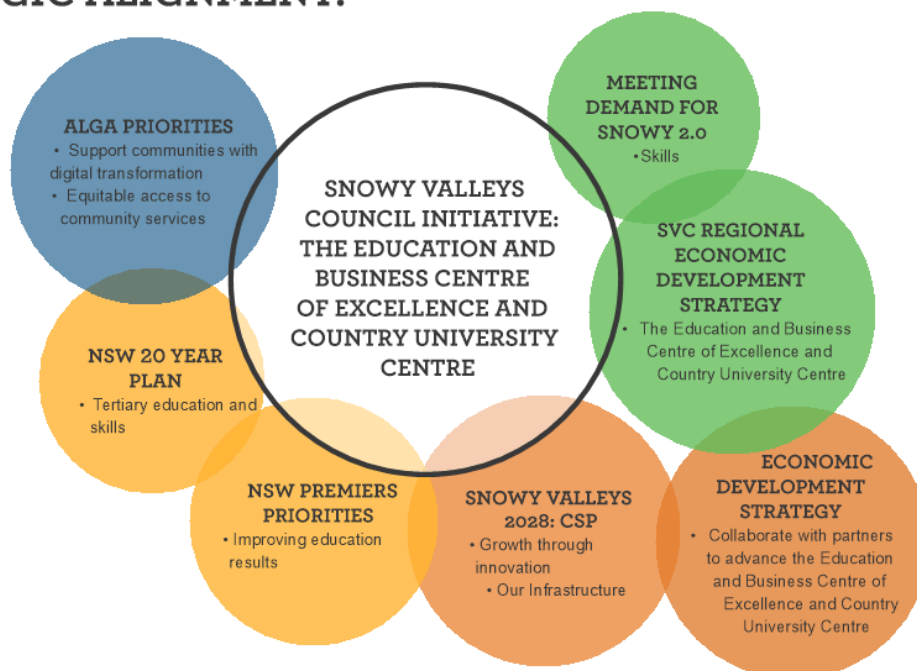 ALIGNMENT:
ALGA PRIORITIES
• Support communities with
digital transformation
• Equitable access to
community services
SNOWY VALLEYS
COUNCIL INITIATIVE:
THE EDUCATION AND
BUSINESS CENTRE
OF EXCELLENCE AND
COUNTRY UNIVERSITY
CENTRE
MEETING
DEMAND FOR
SNOWY 2.0
• Skills
SVC REGIONAL
ECONOMIC
DEVELOPMENT
STRATEGY
• The Education and Business
Centre of Excellence and
Country University Centre
NSW 20 YEAR
PLAN
• Tertiary education and
skills
NSW PREMIERS
PRIORITIES
• Improving education
results
SNOWY VALLEYS
2028: CSP
• Growth through
innovation
• Our Infrastructure
ECONOMIC
DEVELOPMENT
STRATEGY
• Collaborate with partners
to advance the Education
and Business Centre of
Excellence and Country
University Centre